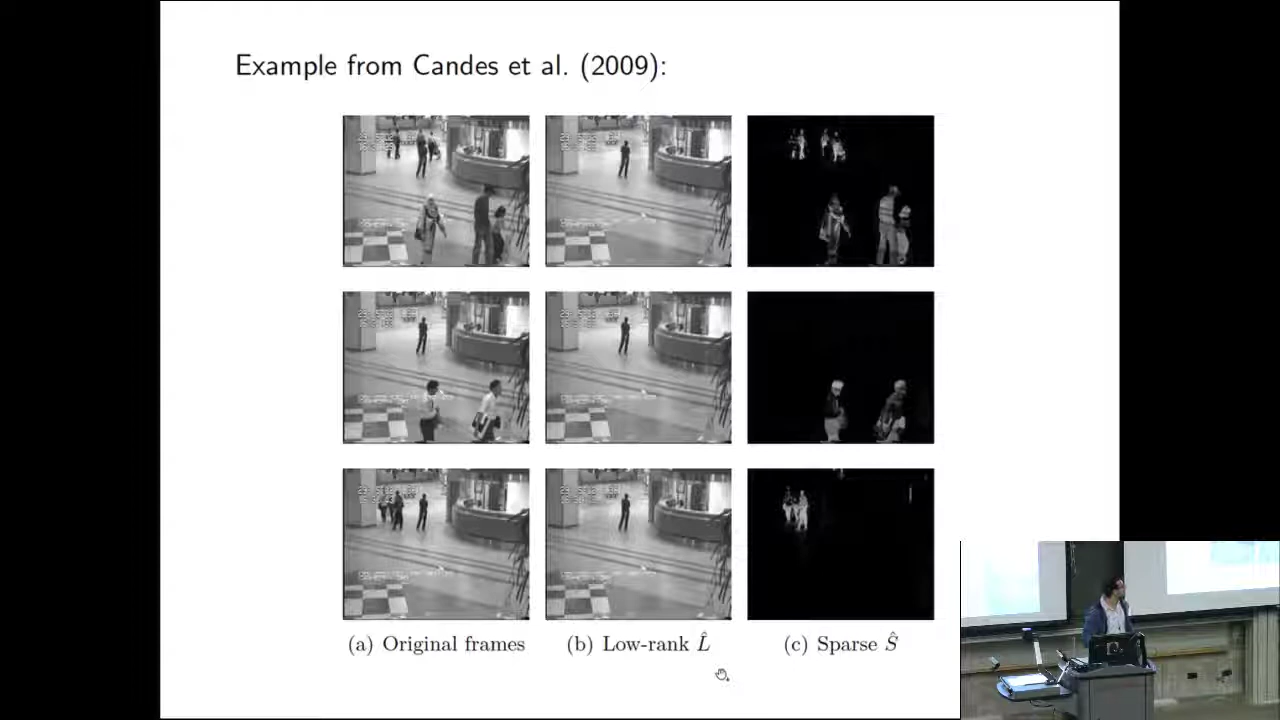 Example from Candes et al. (2009):
(a) Original frames
(b) Low-rank L̂
(c) Sparse Ŝ